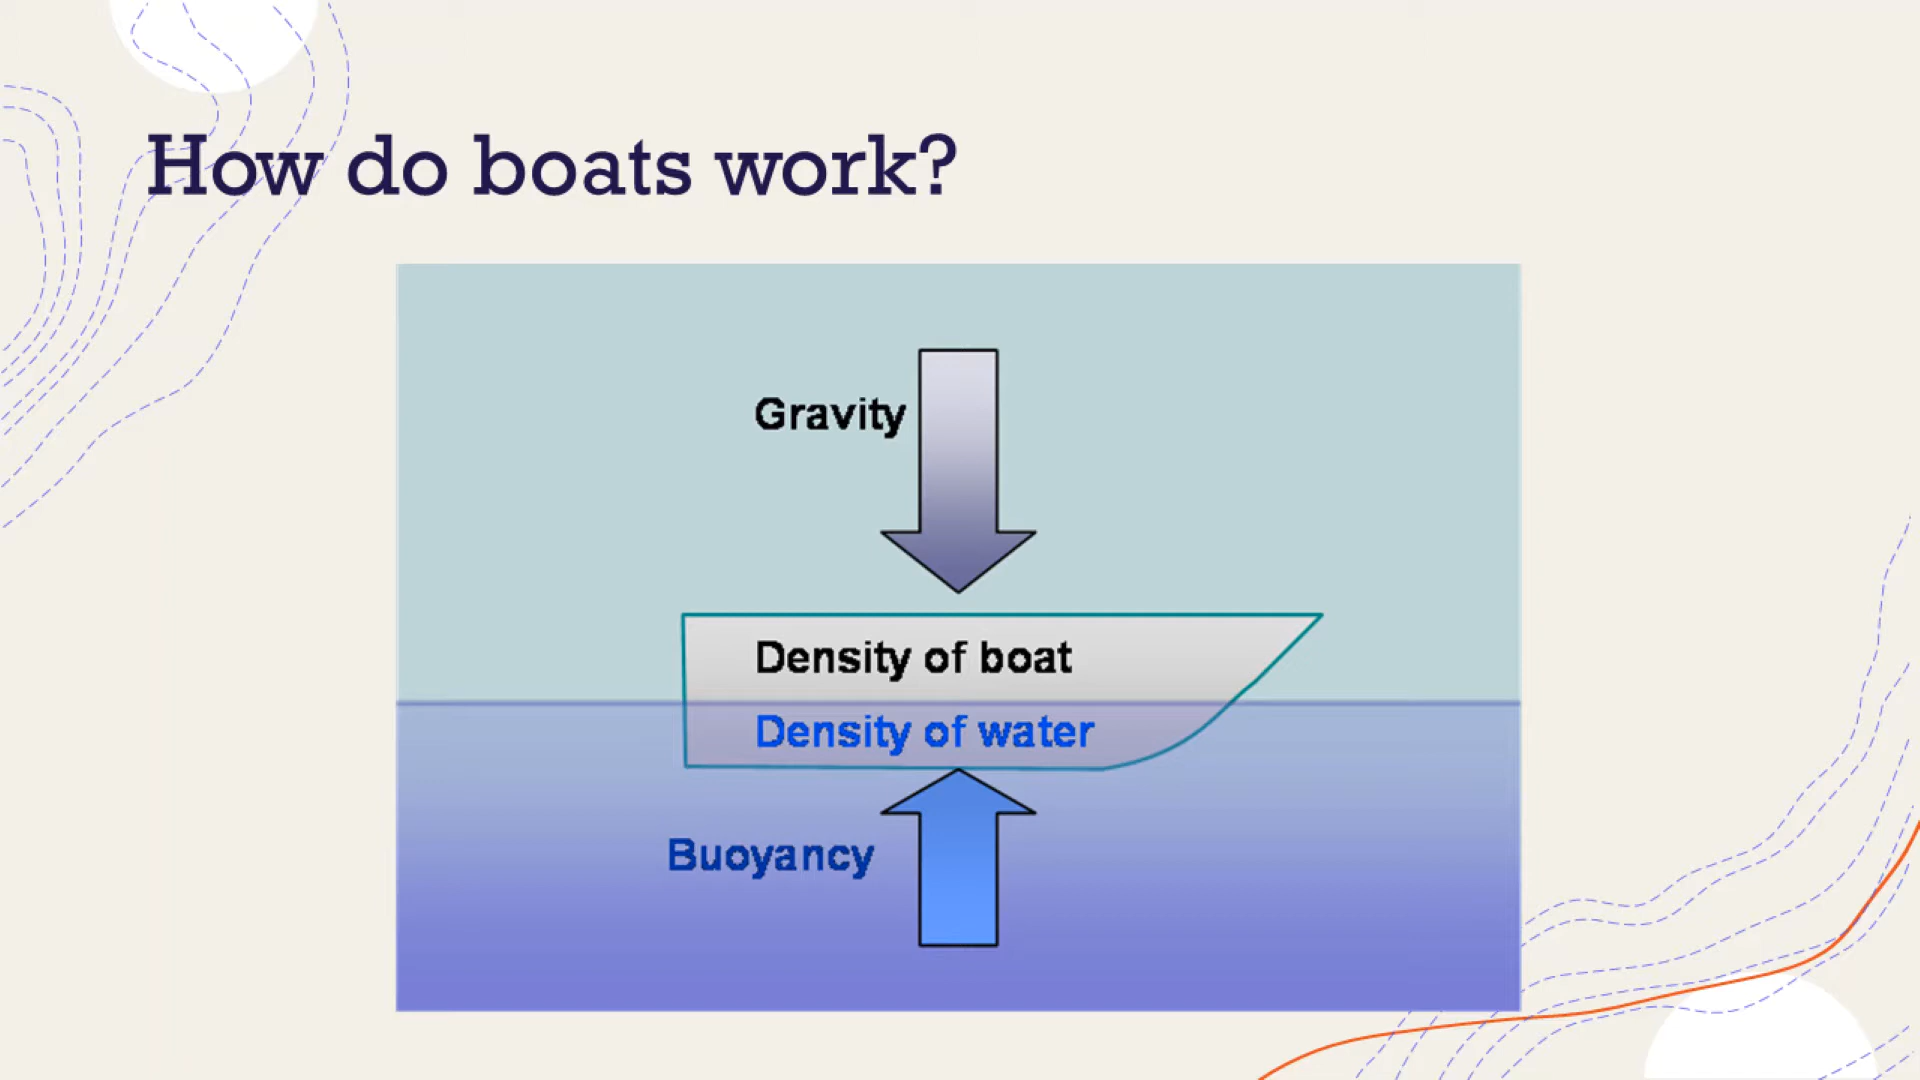 How do boats work?
Gravity
Density of boat
Density of water
Buoyancy